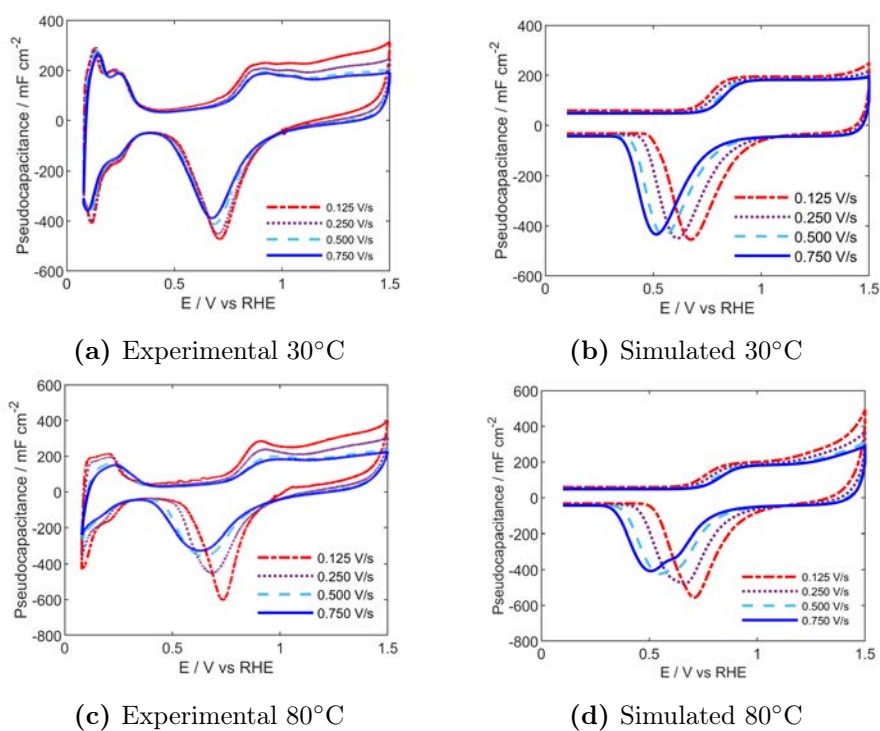 400
200
0
-200
-400
-600
Pseudocapacitance / mF cm-2
0.125 V/s
0.250 V/s
0.500 V/s
0.750 V/s
0
0.5
1
1.5
E / V vs RHE
(a) Experimental 30°C
400
200
0
-200
-400
-600
Pseudocapacitance / mF cm-2
0.125 V/s
0.250 V/s
0.500 V/s
0.750 V/s
0
0.5
1
1.5
E / V vs RHE
(b) Simulated 30°C
600
400
200
0
-200
-400
-600
-800
Pseudocapacitance / mF cm-2
0.125 V/s
0.250 V/s
0.500 V/s
0.750 V/s
0
0.5
1
1.5
E / V vs RHE
(c) Experimental 80°C
600
400
200
0
-200
-400
-600
-800
Pseudocapacitance / mF cm-2
0.125 V/s
0.250 V/s
0.500 V/s
0.750 V/s
0
0.5
1
1.5
E / V vs RHE
(d) Simulated 80°C